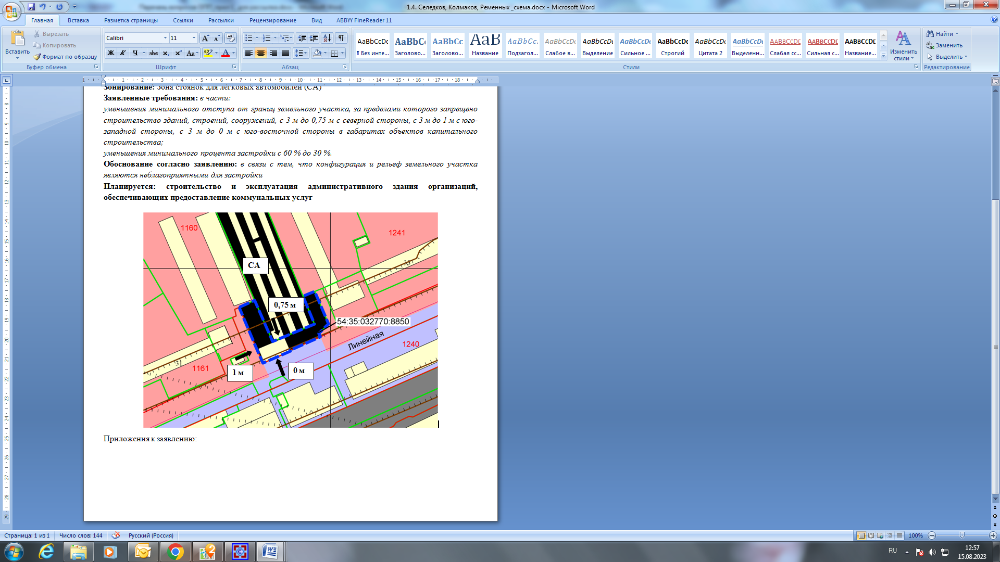 1.4. Селедков, Колмаков, Ременных _схема.docx - Microsoft Word
Главная Вставка Разметка страницы Ссылки Рассылки Рецензирование Вид ABBYY FineReader 11
Вставить
Вырезать
Копировать
Формат по образцу
Буфер обмена
Calibri 11
Шрифт
Абзац
AaBbCcDc AaBbC AaBbCc AaB AaBbCc. AaBbCcDc AaBbCcDc AaBbCcDc AaBbCcDc AaBbCcDc AaBbCcDc AABBCCDE AABBCCDE AABBCCDE
¶ Без инте... Заголово... Заголово... Название Подзагол... Слабое в... Выделение Сильное ... Строгий Цитата 2 Выделенн... Слабая сс... Сильная с... Название...
Изменить стили
Стили
Найти
Заменить
Выделить
Редактирование
Зонирование: Зона стоянок для легковых автомобилей (СА)
Заявленные требования: в части:
уменьшения минимального отступа от границ земельного участка, за пределами которого запрещено
строительство зданий, строений, сооружений, с 3 м до 0,75 м с северной стороны, с 3 м до 1 м с юго-
западной стороны, с 3 м до 0 м с юго-восточной стороны в габаритах объектов капитального
строительства;
уменьшения минимального процента застройки с 60 % до 30 %.
Обоснование согласно заявлению: в связи с тем, что конфигурация и рельеф земельного участка
являются неблагоприятными для застройки
Планируется: строительство и эксплуатация административного здания организаций,
обеспечивающих предоставление коммунальных услуг
1160
1241
СА
0,75 м
54:35:032770:8850
Линейная
1240
31
1161
1 м
0 м
Приложения к заявлению:
Страница: 1 из 1 Число слов: 144 Русский (Россия)
100%
RU
12:57
15.08.2023